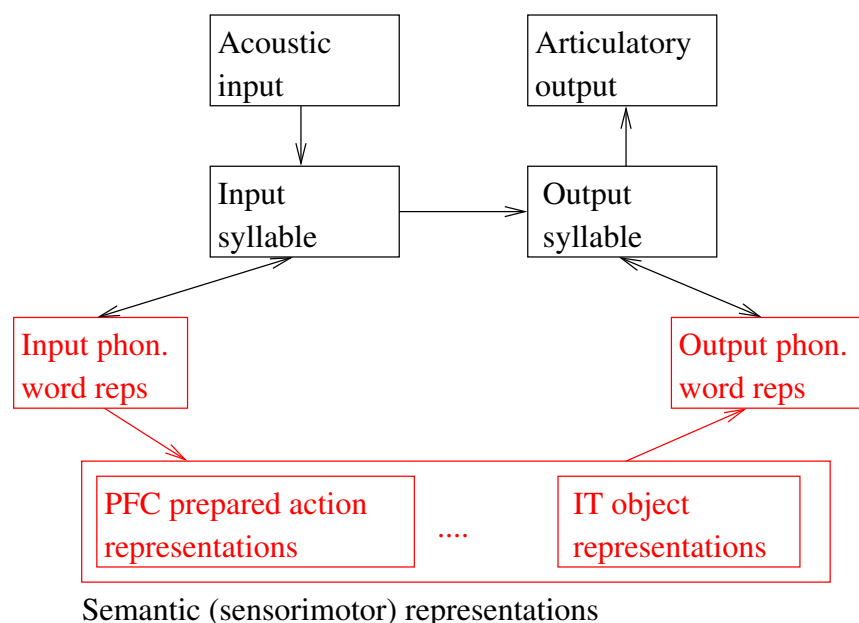 Acoustic
input
Articulatory
output
Input
syllable
Output
syllable
Input phon.
word reps
Output phon.
word reps
PFC prepared action
representations
....
IT object
representations
Semantic (sensorimotor) representations